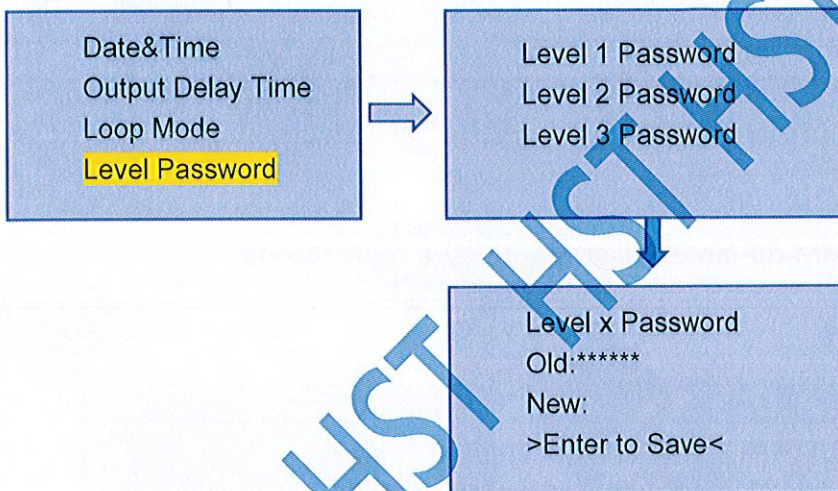 Date&Time
Output Delay Time
Loop Mode
Level Password
Level 1 Password
Level 2 Password
Level 3 Password
Level x Password
Old:******
New:
>Enter to Save<
HST HST HST